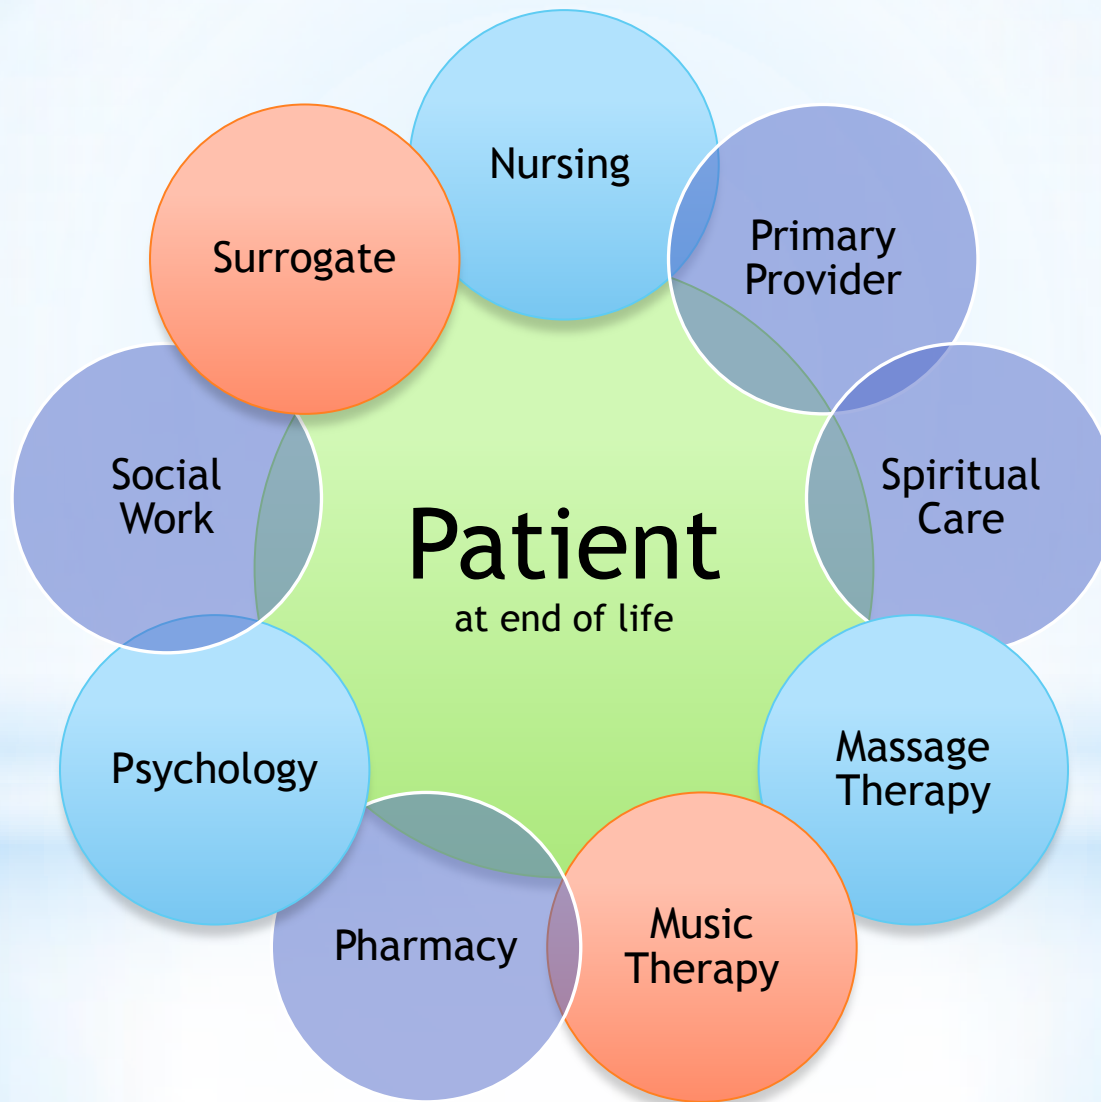 Nursing
Primary
Provider
Surrogate
Spiritual
Care
Social
Work
Patient
at end of life
Massage
Therapy
Psychology
Music
Therapy
Pharmacy